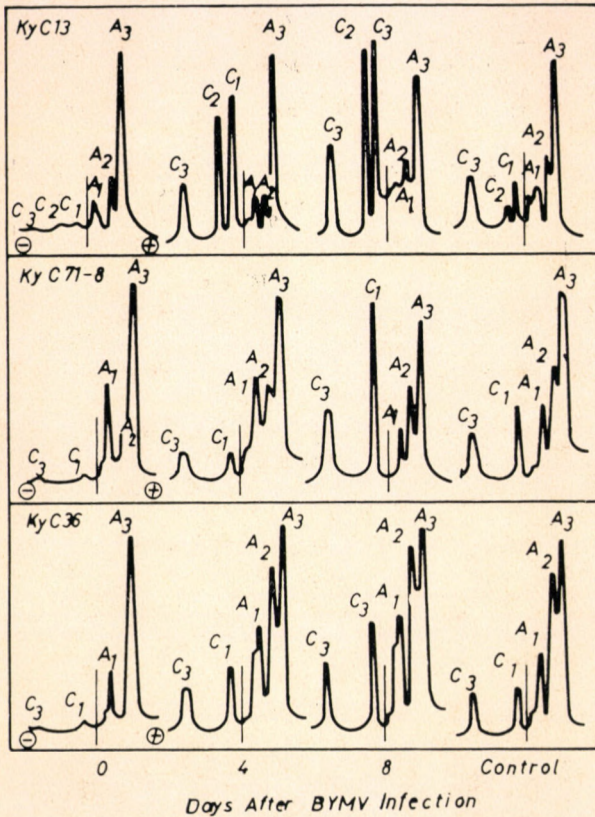 Ky C13
A3 A3 C2 C3 A3 A3
C2 C1
C3 C2 C1 A1 A2 C3 A A C3 A2 A1 C3 C2 C1 A1 A2
⊖ ⊕
Ky C71-8
A3 A3 C1 A3 A3
A1 A2 C3 C1 A1 A2 C3 A1 A2 C3 C1 A1 A2
C3 C1
⊖ ⊕
Ky C36
A3 A3 A3 A3
A1 C3 C1 A1 A2 C3 C3 A1 A2 C3 C1 A1 A2
C3 C1
⊖ ⊕
0 4 8 Control
Days After BYMV Infection